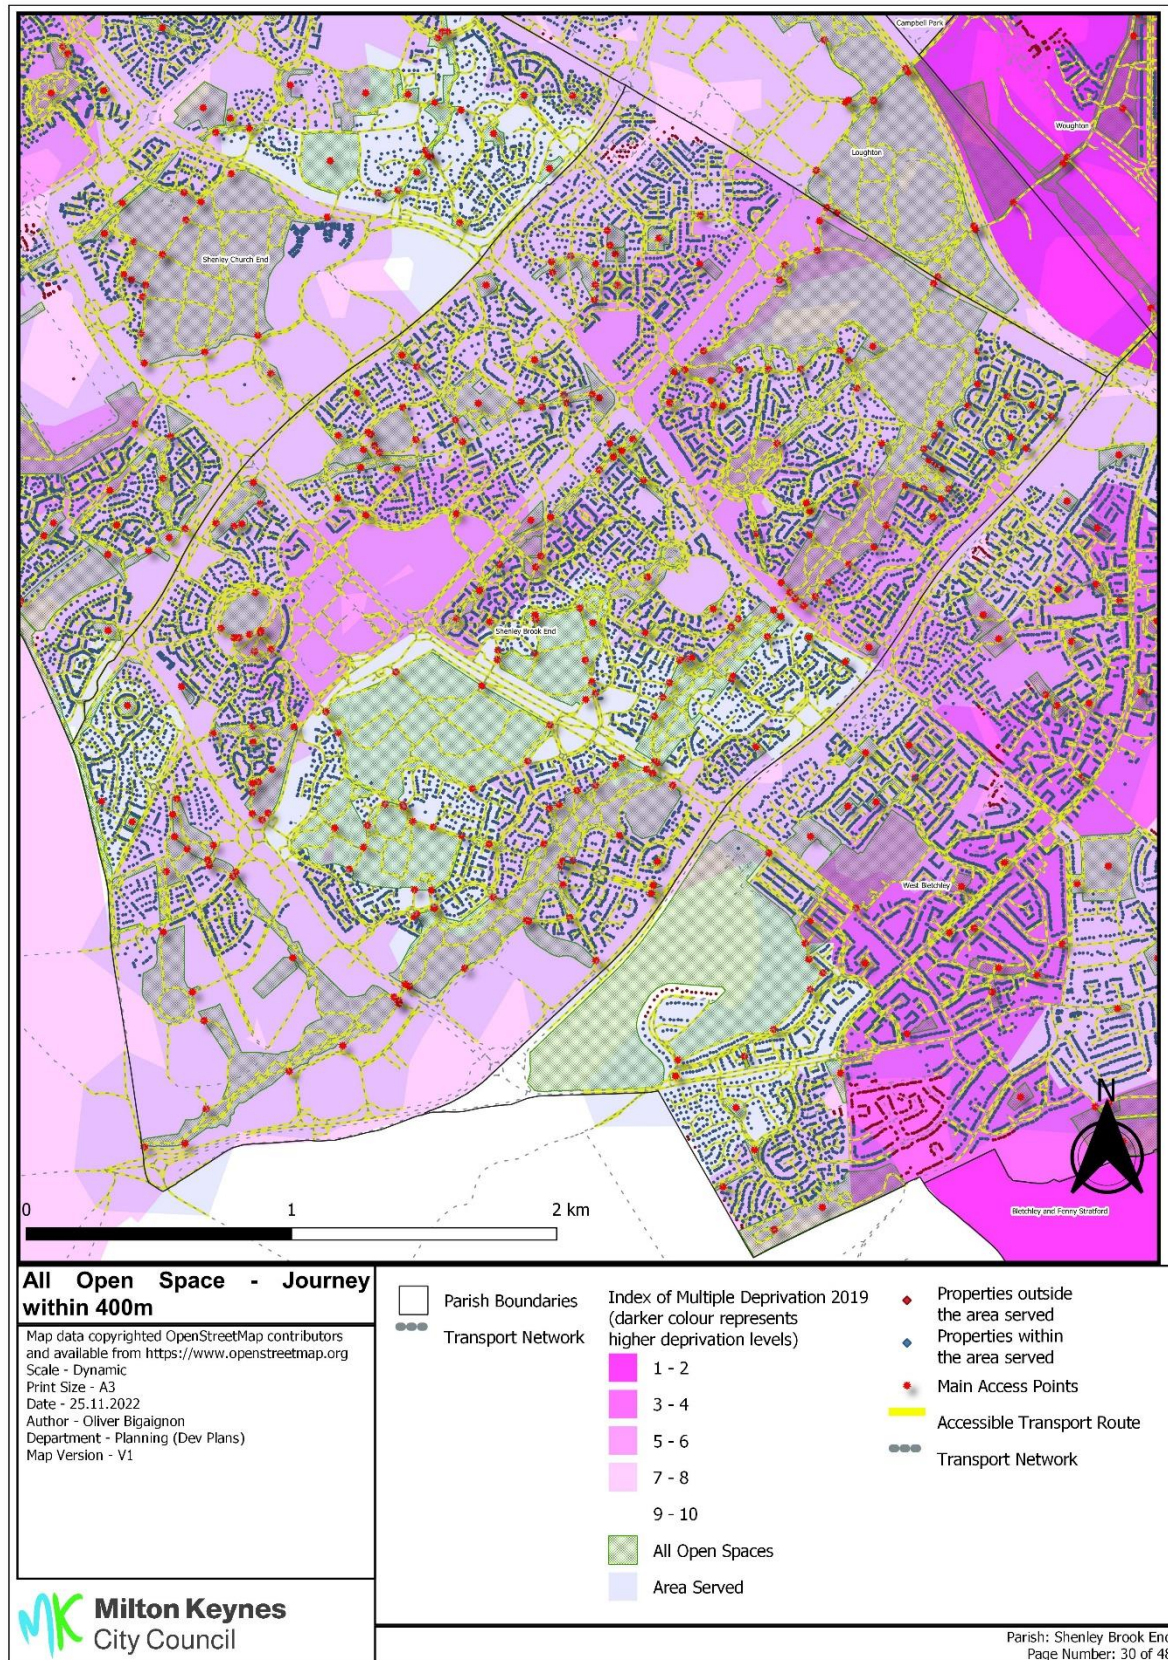 Campbell Park
Woughton
Loughton
Shenley Church End
Shenley Brook End
West Bletchley
N
0 1 2 km
Bletchley and Fenny Stratford
All Open Space - Journey
within 400m
Map data copyrighted OpenStreetMap contributors
and available from https://www.openstreetmap.org
Scale - Dynamic
Print Size - A3
Date - 25.11.2022
Author - Oliver Bigaignon
Department - Planning (Dev Plans)
Map Version - V1
MK Milton Keynes
City Council
Parish Boundaries
Transport Network
Index of Multiple Deprivation 2019
(darker colour represents
higher deprivation levels)
1 - 2
3 - 4
5 - 6
7 - 8
9 - 10
All Open Spaces
Area Served
Properties outside
the area served
Properties within
the area served
Main Access Points
Accessible Transport Route
Transport Network
Parish: Shenley Brook End
Page Number: 30 of 48